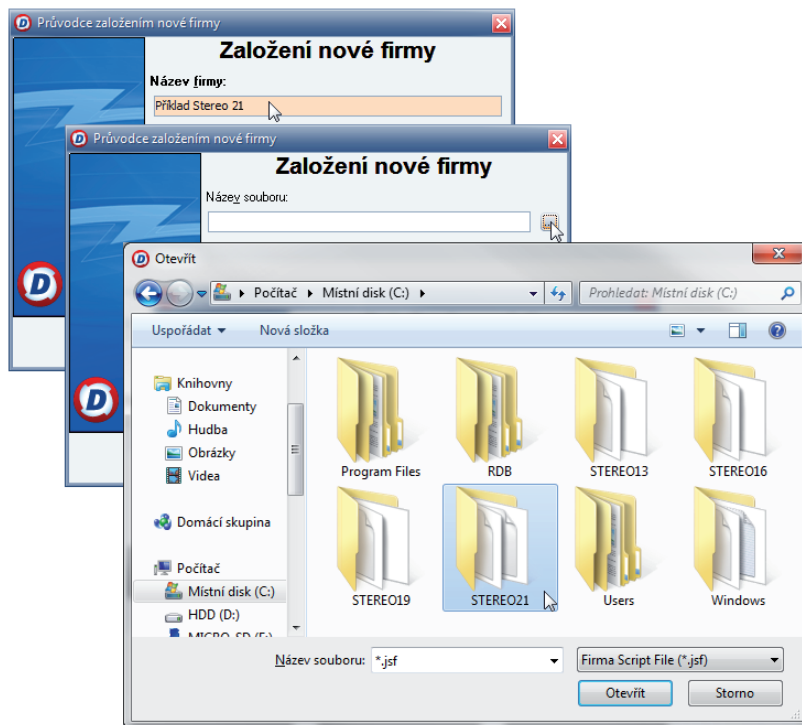 Průvodce založením nové firmy
Založení nové firmy
Název firmy:
Příklad Stereo 21
Průvodce založením nové firmy
Založení nové firmy
Název souboru:
...
Otevřít
Počítač Místní disk (C:)
Prohledat: Místní disk (C:)
Uspořádat Nová složka
Knihovny
Dokumenty
Hudba
Obrázky
Videa
Domácí skupina
Počítač
Místní disk (C:)
HDD (D:)
MICRO-SD (E:)
Program Files
RDB
STEREO13
STEREO16
STEREO19
STEREO21
Users
Windows
Název souboru: *.jsf
Firma Script File (*.jsf)
Otevřít
Storno